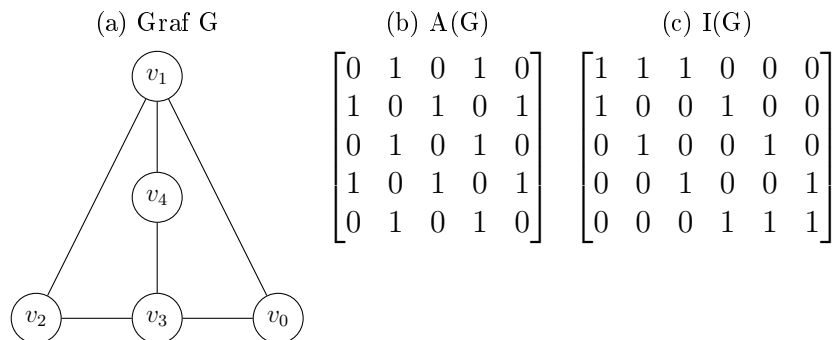 (a) Graf G (b) A(G) (c) I(G)
v1
v4
v2 v3 v0
0 1 0 1 0
1 0 1 0 1
0 1 0 1 0
1 0 1 0 1
0 1 0 1 0
1 1 1 0 0 0
1 0 0 1 0 0
0 1 0 0 1 0
0 0 1 0 0 1
0 0 0 1 1 1